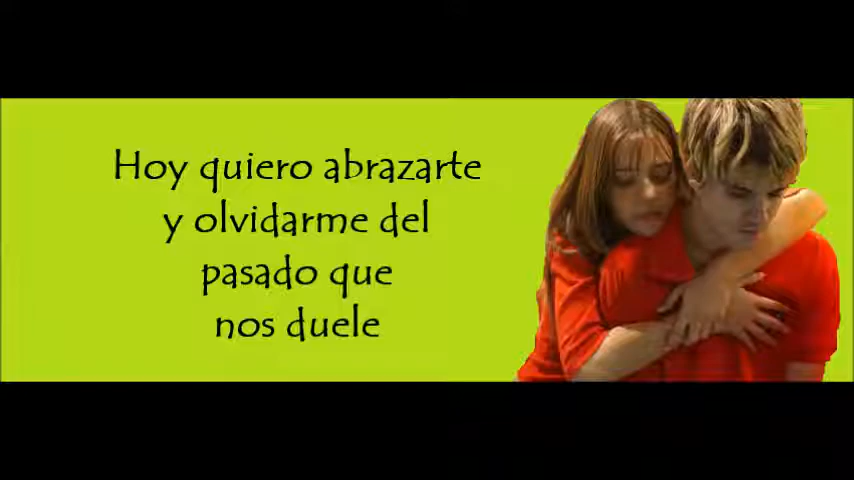 Hoy quiero abrazarte
y olvidarme del
pasado que
nos duele